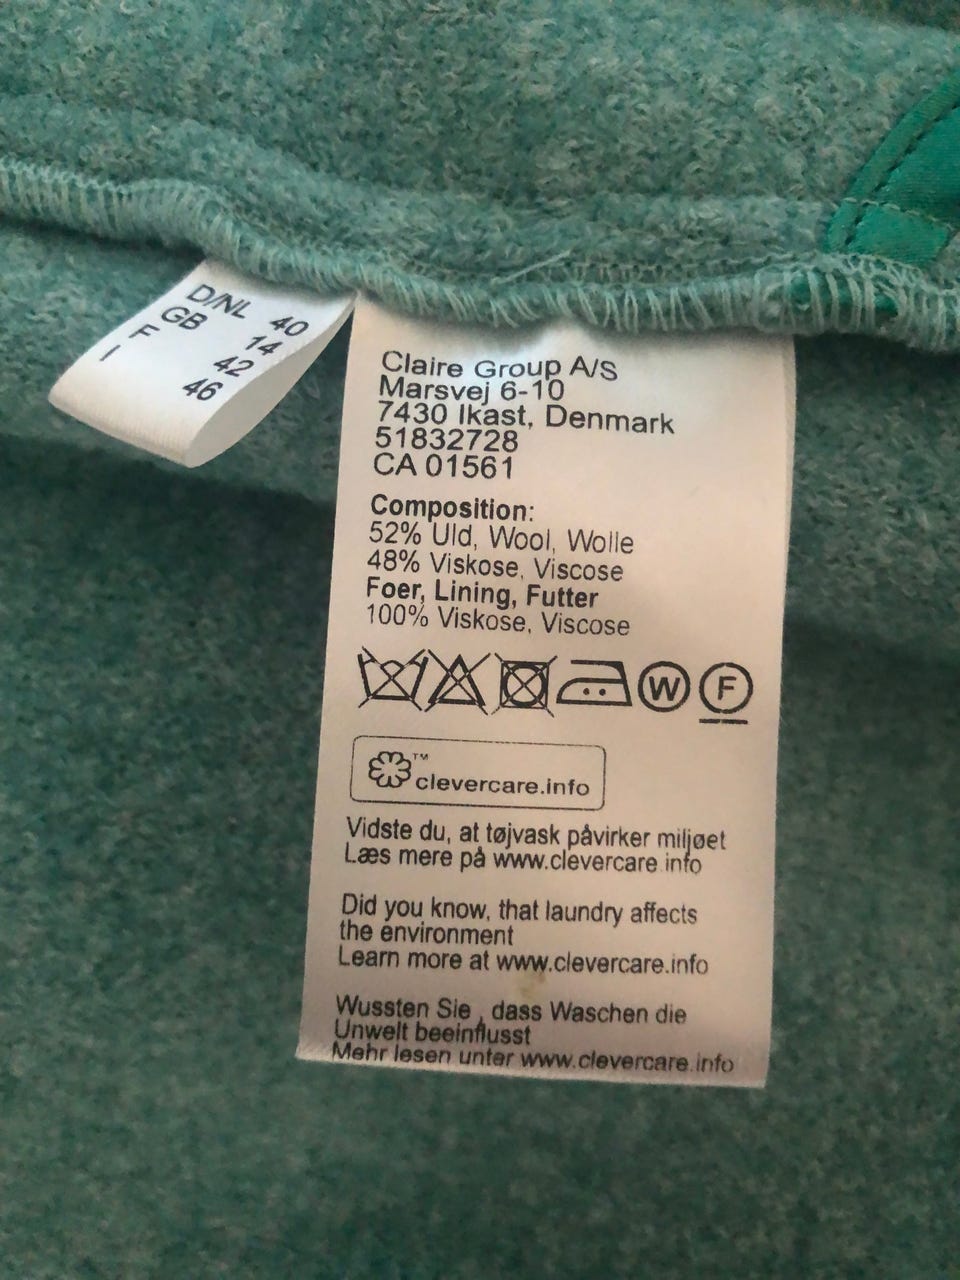 D/NL 40
GB 14
F 42
I 46
Claire Group A/S
Marsvej 6-10
7430 Ikast, Denmark
51832728
CA 01561
Composition:
52% Uld, Wool, Wolle
48% Viskose, Viscose
Foer, Lining, Futter
100% Viskose, Viscose
W F
™
clevercare.info
Vidste du, at tøjvask påvirker miljøet
Læs mere på www.clevercare.info
Did you know, that laundry affects
the environment
Learn more at www.clevercare.info
Wussten Sie , dass Waschen die
Unwelt beeinflusst
Mehr lesen unter www.clevercare.info